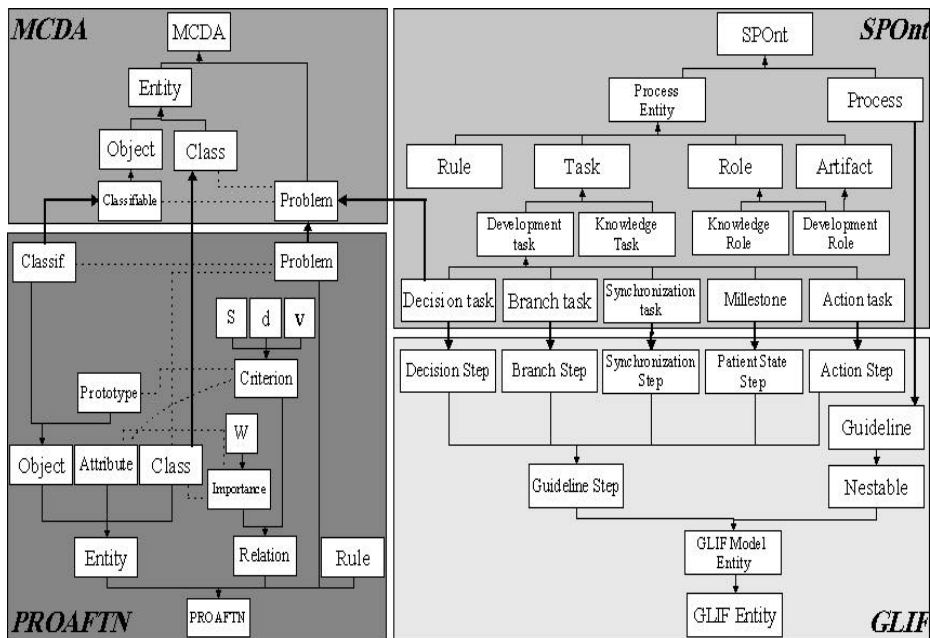 MCDA
MCDA
Entity
Object
Class
Classifiable
Problem
SPOnt
SPOnt
Process
Entity
Process
Rule
Task
Role
Artifact
Development
task
Knowledge
Task
Knowledge
Role
Development
Role
Decision task
Branch task
Synchronization
task
Millestone
Action task
Classif.
Problem
S
d
v
Criterion
Prototype
W
Object
Attribute
Class
Importance
Entity
Relation
Rule
PROAFTN
PROAFTN
Decision Step
Branch Step
Synchronization
Step
Patient State
Step
Action Step
Guideline
Guideline Step
Nestable
GLIF Model
Entity
GLIF Entity
GLIF